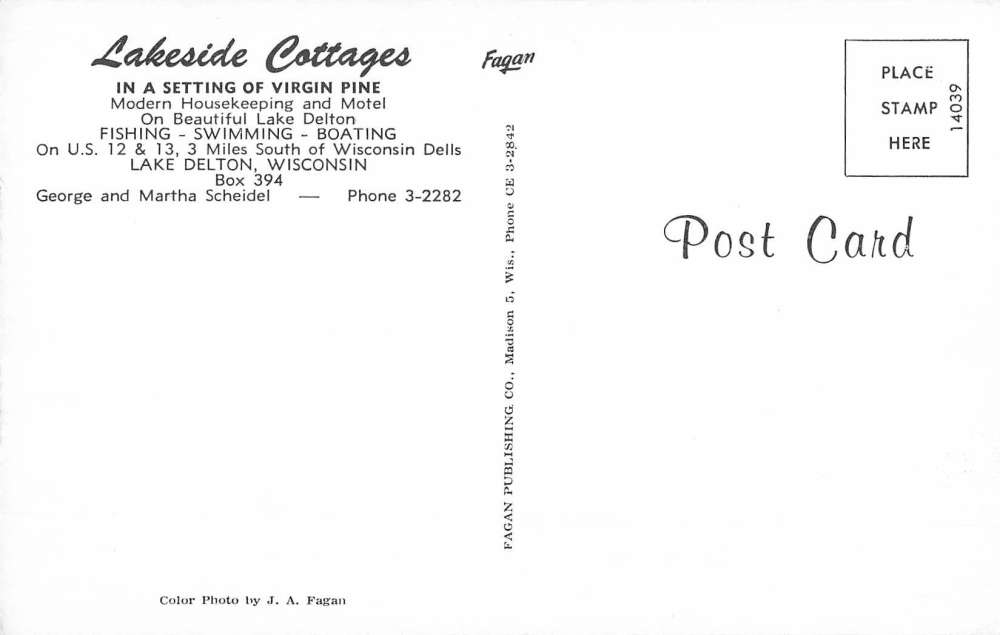 Lakeside Cottages
IN A SETTING OF VIRGIN PINE
Modern Housekeeping and Motel
On Beautiful Lake Delton
FISHING - SWIMMING - BOATING
On U.S. 12 & 13, 3 Miles South of Wisconsin Dells
LAKE DELTON, WISCONSIN
Box 394
George and Martha Scheidel — Phone 3-2282
Fagan
FAGAN PUBLISHING CO., Madison 5, Wis., Phone CE 3-2842
PLACE
STAMP
HERE
14039
Post Card
Color Photo by J. A. Fagan